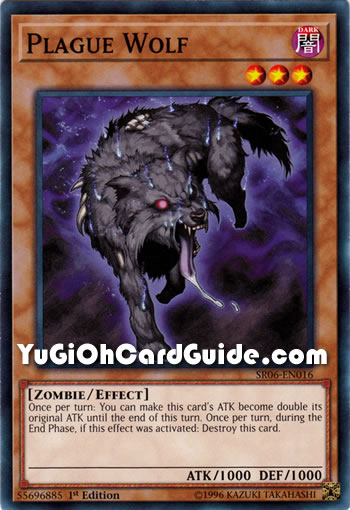 PLAGUE WOLF
DARK
闇
YuGiOhCardGuide.com
SR06-EN016
[ZOMBIE/EFFECT]
Once per turn: You can make this card's ATK become double its
original ATK until the end of this turn. Once per turn, during the
End Phase, if this effect was activated: Destroy this card.
ATK/1000 DEF/1000
55696885 1st Edition ©1996 KAZUKI TAKAHASHI